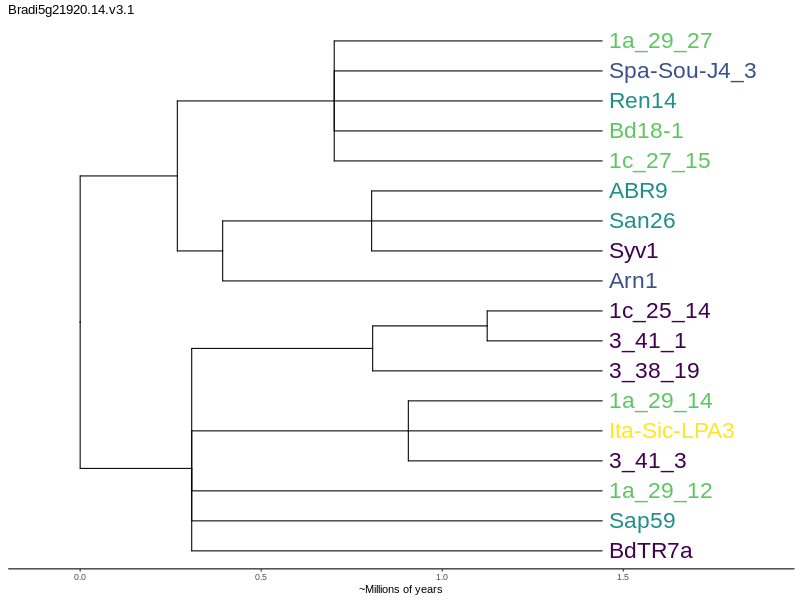 Bradi5g21920.14.v3.1
1a_29_27
Spa-Sou-J4_3
Ren14
Bd18-1
1c_27_15
ABR9
San26
Syv1
Arn1
1c_25_14
3_41_1
3_38_19
1a_29_14
Ita-Sic-LPA3
3_41_3
1a_29_12
Sap59
BdTR7a
0.0 0.5 1.0 1.5
~Millions of years